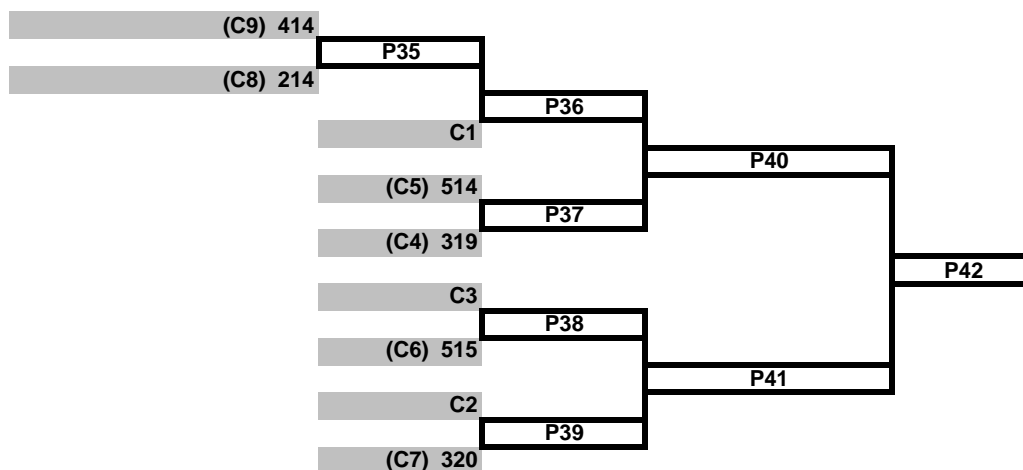 (C9) 414
P35
(C8) 214
P36
C1
P40
(C5) 514
P37
(C4) 319
P42
C3
P38
(C6) 515
P41
C2
P39
(C7) 320